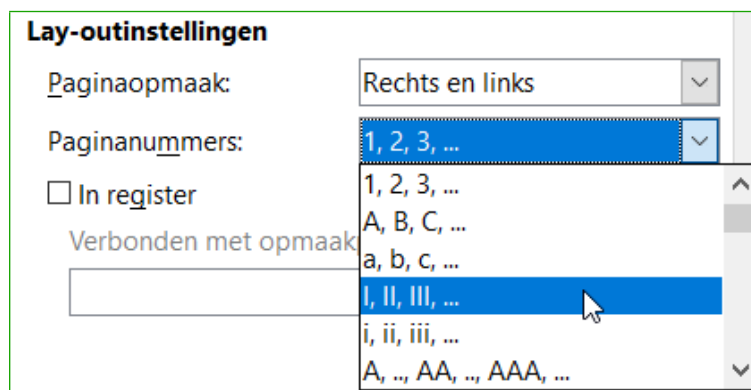 Lay-outinstellingen
Paginaopmaak: Rechts en links
Paginanummers: 1, 2, 3, ...
In register
1, 2, 3, ...
A, B, C, ...
Verbonden met
a, b, c, ...
I, II, III, ...
i, ii, iii, ...
A, .., AA, .., AAA, ...